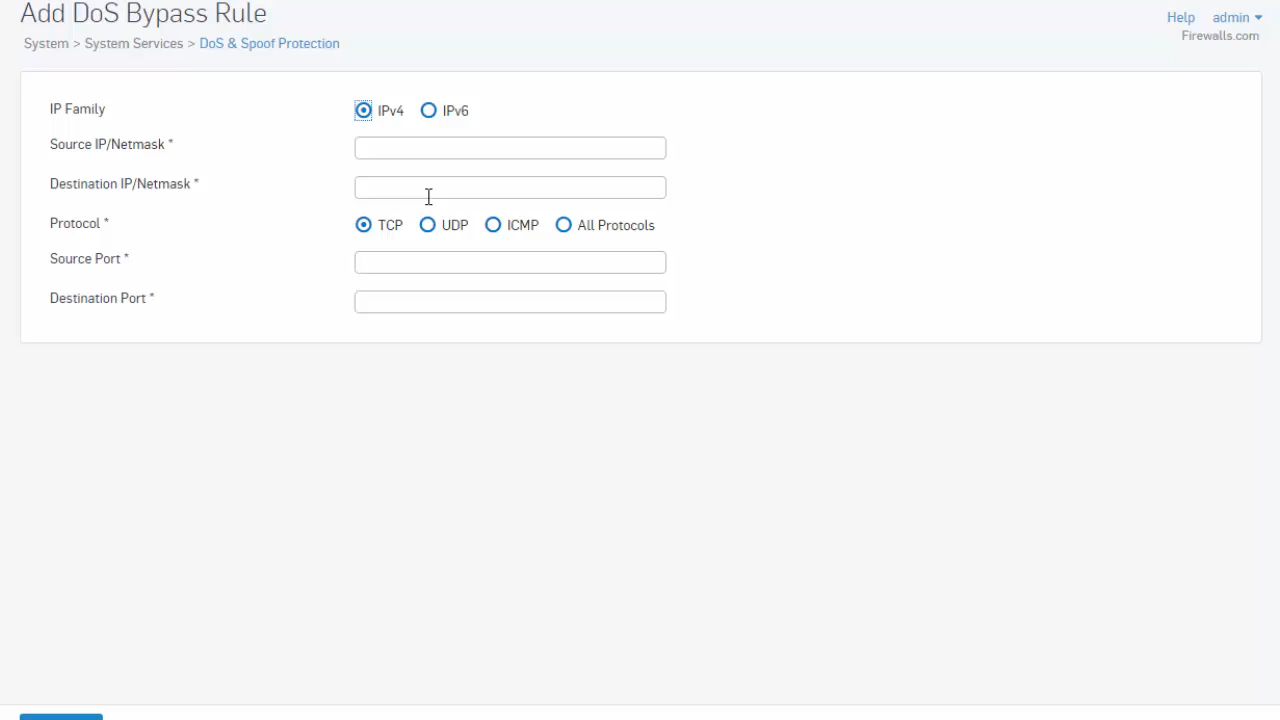 Add DoS Bypass Rule
Help admin
Firewalls.com
System > System Services > DoS & Spoof Protection
IP Family
IPv4 IPv6
Source IP/Netmask *
Destination IP/Netmask *
Protocol *
TCP UDP ICMP All Protocols
Source Port *
Destination Port *